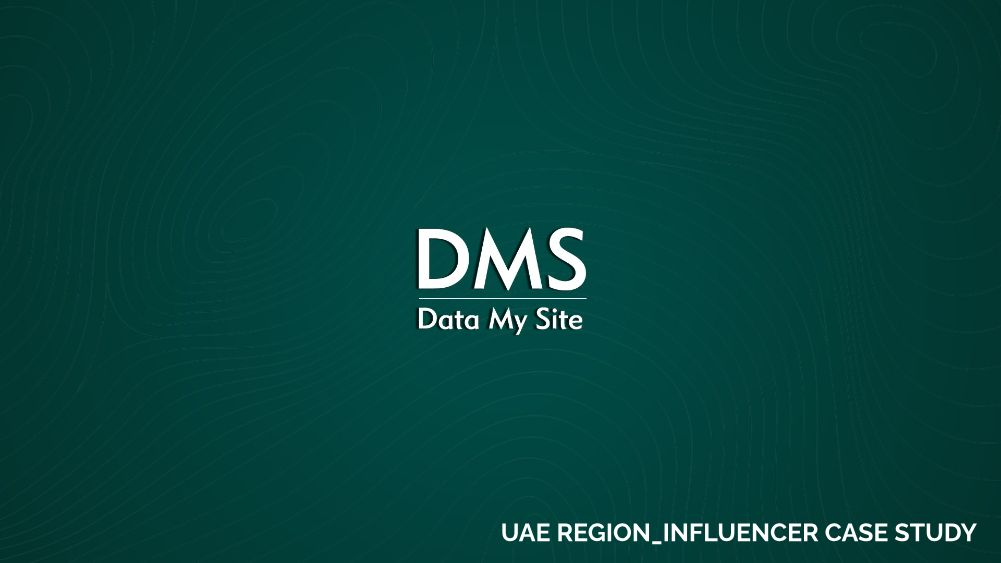 DMS
Data My Site
UAE REGION_INFLUENCER CASE STUDY